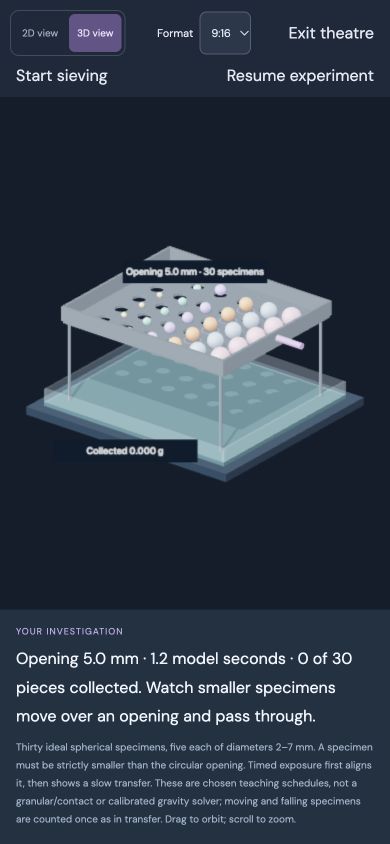 2D view 3D view Format 9:16 Exit theatre
Start sieving Resume experiment
Opening 5.0 mm · 30 specimens
Collected 0.000 g
YOUR INVESTIGATION
Opening 5.0 mm · 1.2 model seconds · 0 of 30
pieces collected. Watch smaller specimens
move over an opening and pass through.
Thirty ideal spherical specimens, five each of diameters 2–7 mm. A specimen
must be strictly smaller than the circular opening. Timed exposure first aligns
it, then shows a slow transfer. These are chosen teaching schedules, not a
granular/contact or calibrated gravity solver; moving and falling specimens
are counted once as in transfer. Drag to orbit; scroll to zoom.